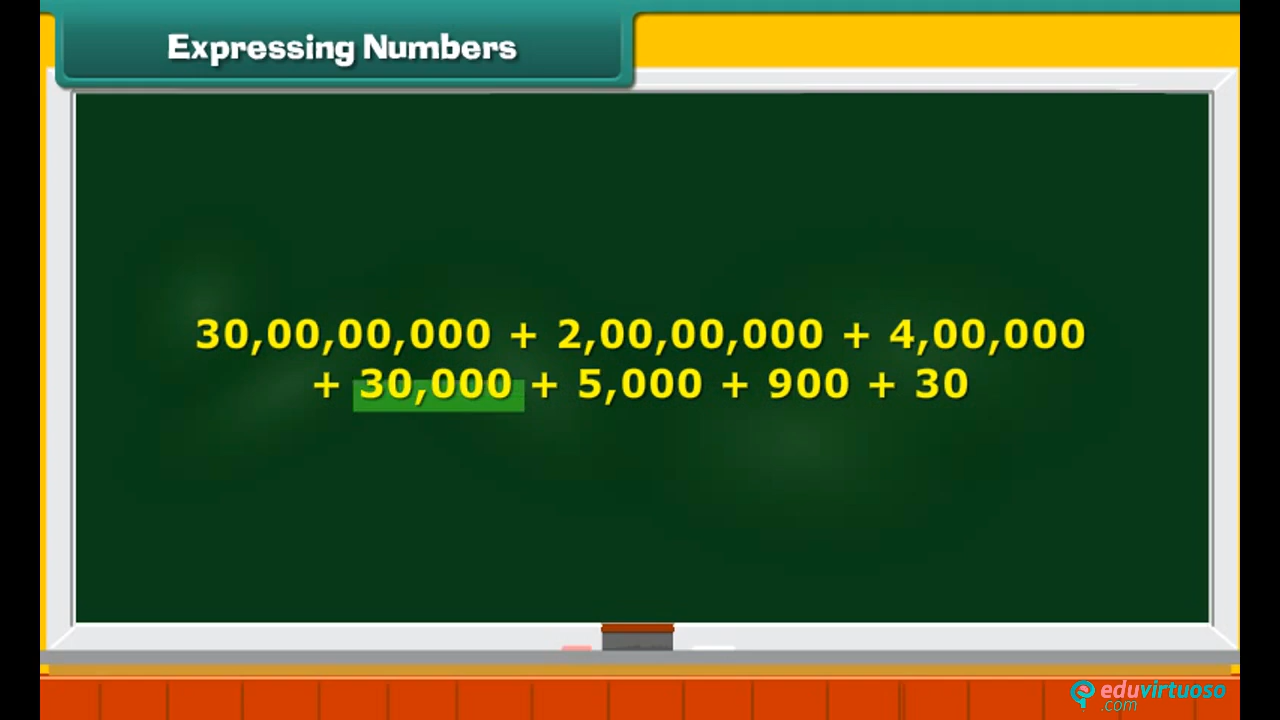 Expressing Numbers
30,00,00,000 + 2,00,00,000 + 4,00,000
+ 30,000 + 5,000 + 900 + 30
eduvirtuoso
.com